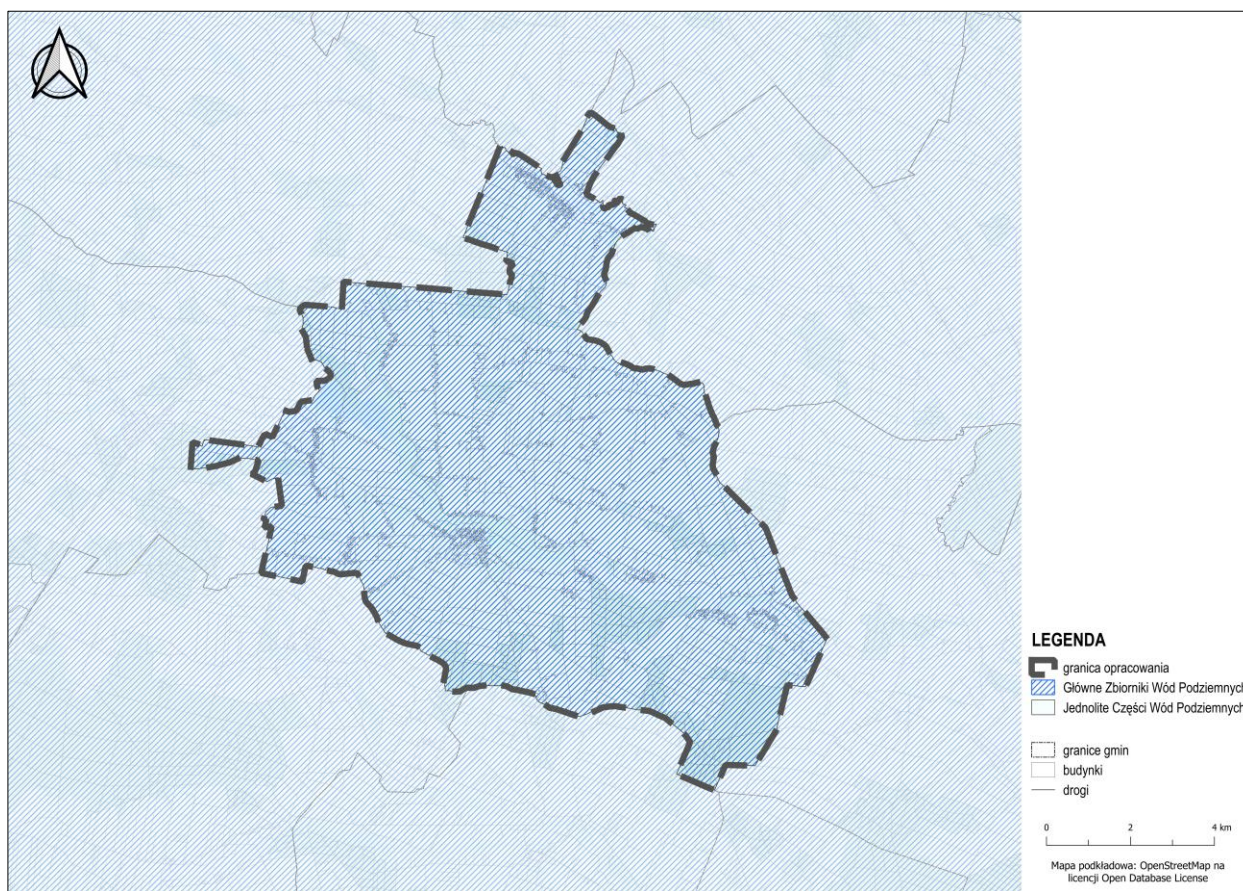 LEGENDA
granica opracowania
Główne Zbiorniki Wód Podziemnych
Jednolite Części Wód Podziemnych
granice gmin
budynki
drogi
0 2 4 km
Mapa podkładowa: OpenStreetMap na
licencji Open Database License